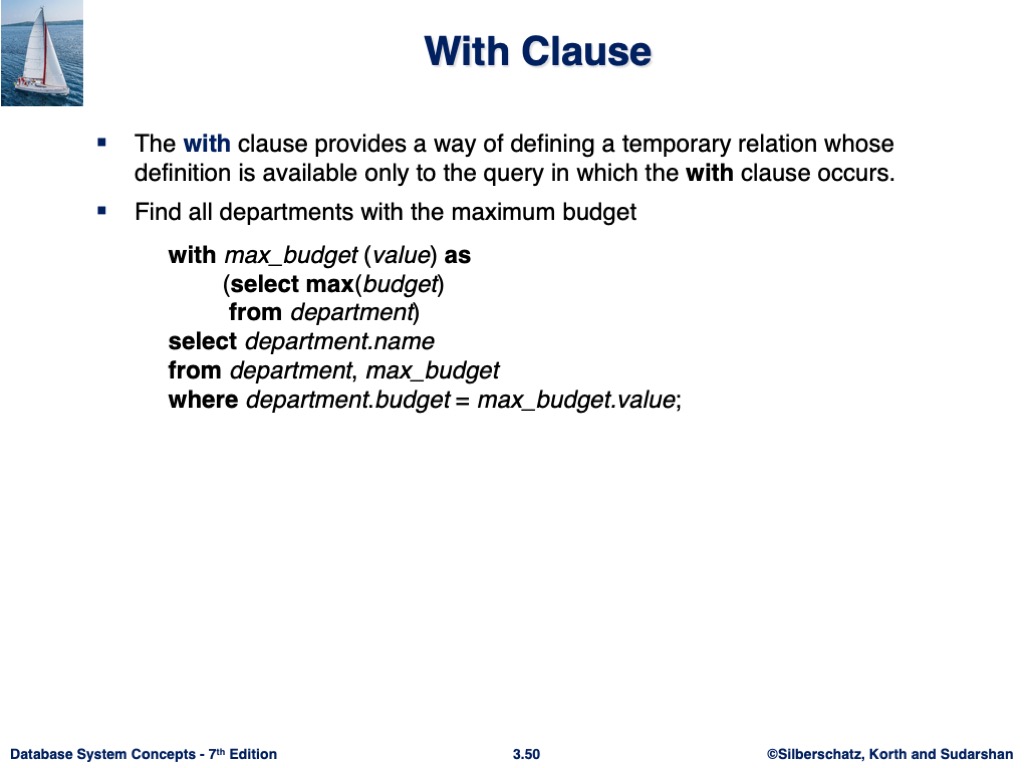 With Clause
▪ The with clause provides a way of defining a temporary relation whose
definition is available only to the query in which the with clause occurs.
▪ Find all departments with the maximum budget
with max_budget (value) as
(select max(budget)
from department)
select department.name
from department, max_budget
where department.budget = max_budget.value;
Database System Concepts - 7th Edition
3.50
©Silberschatz, Korth and Sudarshan